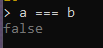 > a === b
false